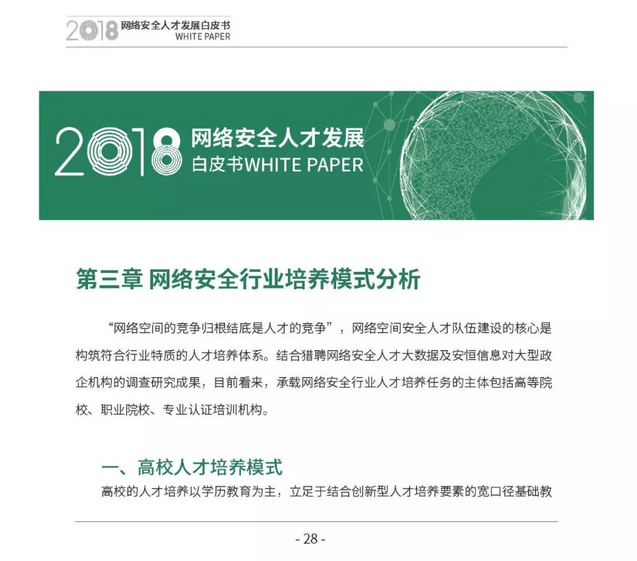 2018 网络安全人才发展白皮书
WHITE PAPER
2018 网络安全人才发展
白皮书WHITE PAPER
第三章 网络安全行业培养模式分析
“网络空间的竞争归根结底是人才的竞争”，网络空间安全人才队伍建设的核心是
构筑符合行业特质的人才培养体系。结合猎聘网络安全人才大数据及安恒信息对大型政
企机构的调查研究成果，目前看来，承载网络安全行业人才培养任务的主体包括高等院
校、职业院校、专业认证培训机构。
一、高校人才培养模式
高校的人才培养以学历教育为主，立足于结合创新型人才培养要素的宽口径基础教
- 28 -